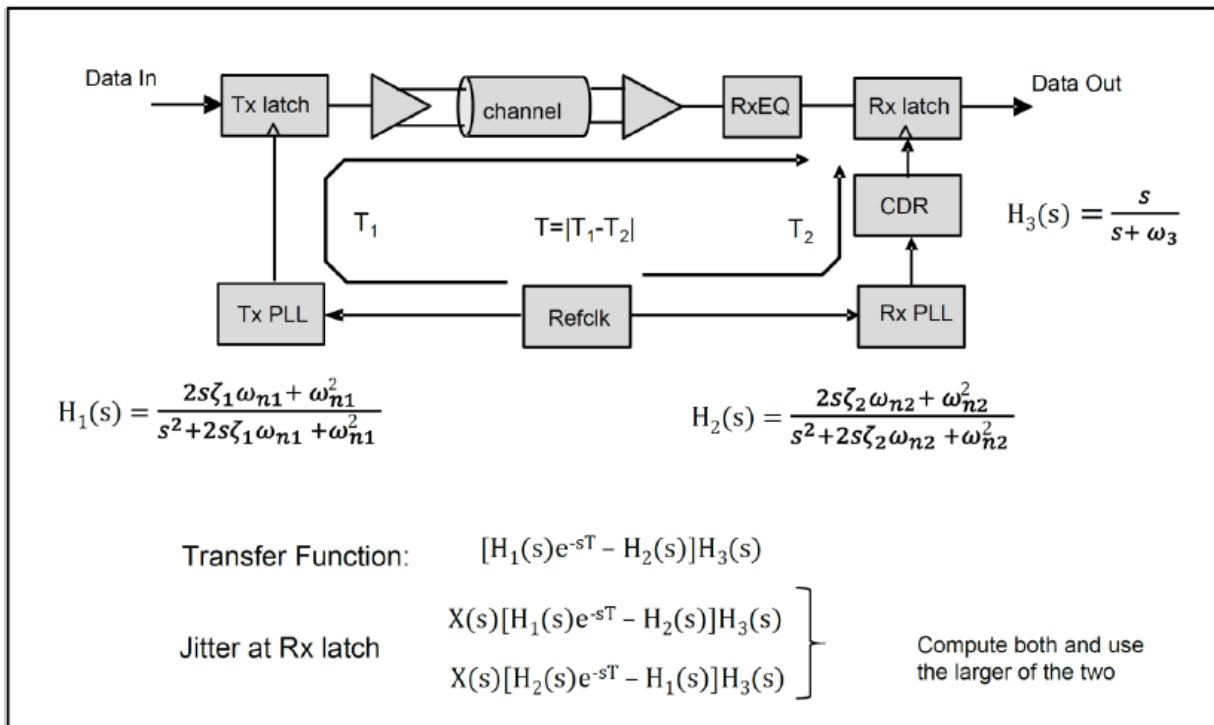 Data In
Tx latch
channel
RxEQ
Rx latch
Data Out
T₁
T=|T₁-T₂|
T₂
CDR
H₃(s) = s / (s+ ω₃)
Tx PLL
Refclk
Rx PLL
H₁(s) = (2sζ₁ωₙ₁+ ωₙ₁²) / (s²+2sζ₁ωₙ₁ +ωₙ₁²)
H₂(s) = (2sζ₂ωₙ₂+ ωₙ₂²) / (s²+2sζ₂ωₙ₂ +ωₙ₂²)
Transfer Function: [H₁(s)e⁻ˢᵀ – H₂(s)]H₃(s)
X(s)[H₁(s)e⁻ˢᵀ – H₂(s)]H₃(s)
Jitter at Rx latch
X(s)[H₂(s)e⁻ˢᵀ – H₁(s)]H₃(s)
Compute both and use
the larger of the two